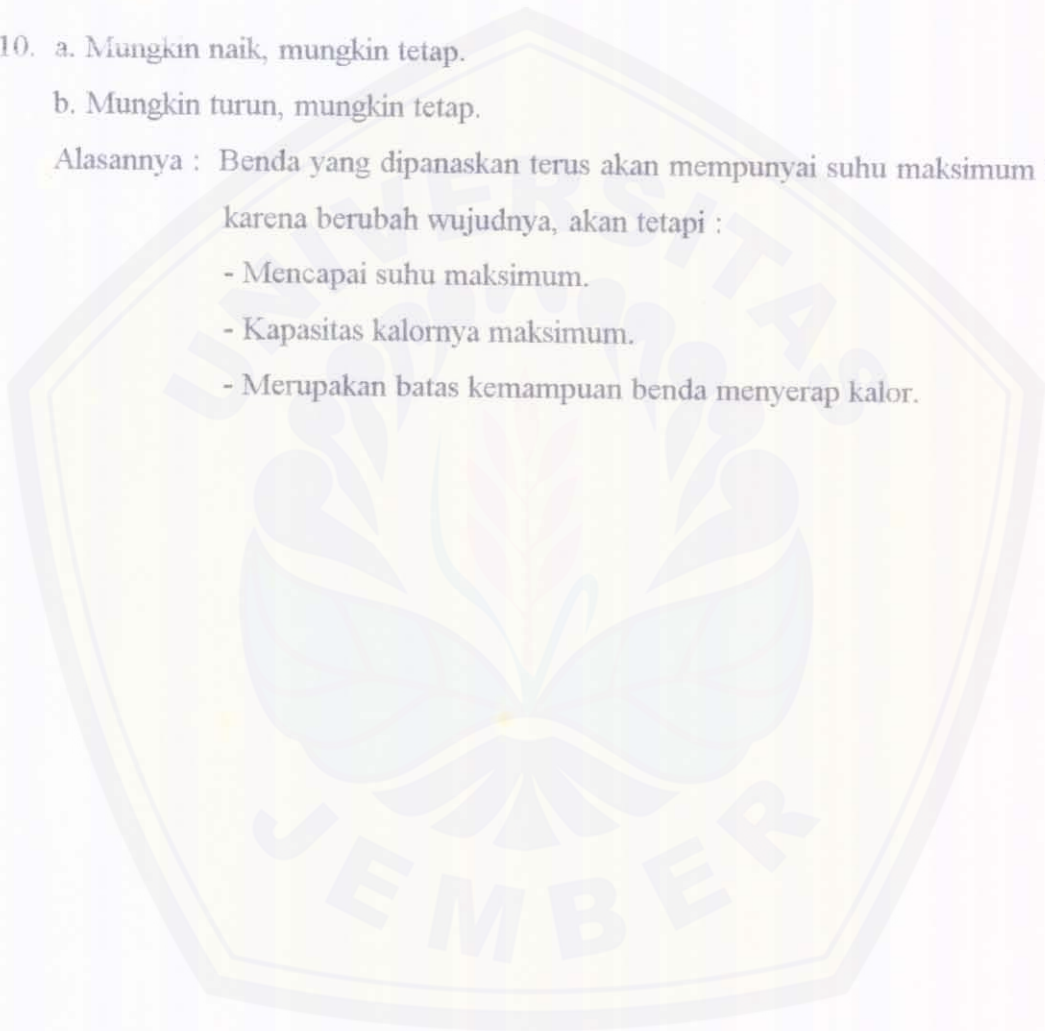 10. a. Mungkin naik, mungkin tetap.
b. Mungkin turun, mungkin tetap.
Alasannya : Benda yang dipanaskan terus akan mempunyai suhu maksimum
karena berubah wujudnya, akan tetapi :
- Mencapai suhu maksimum.
- Kapasitas kalornya maksimum.
- Merupakan batas kemampuan benda menyerap kalor.
UNIVERSITAS
JEMBER